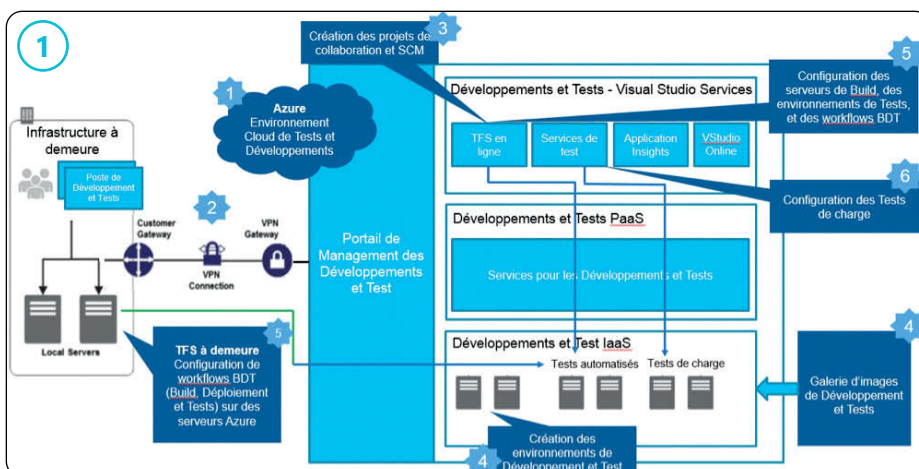 1
3
Création des projets de
collaboration et SCM
5
Configuration des
serveurs de Build, des
environnements de Tests,
et des workflows BDT
1
Azure
Environnement
Cloud de Tests et
Développements
Développements et Tests - Visual Studio Services
TFS en
ligne
Services de
test
Application
Insights
VStudio
Online
6
Configuration des Tests
de charge
Infrastructure à
demeure
Poste de
Développement
et Tests
2
Customer
Gateway
VPN
Gateway
VPN
Connection
Portail de
Management des
Développements
et Test
Développements et Tests PaaS
Services pour les Développements et Tests
Local Servers
5
TFS à demeure
Configuration de
workflows BDT
(Build, Déploiement
et Tests) sur des
serveurs Azure
Développements et Test IaaS
Tests automatisés
Tests de charge
4
Galerie d'images
de Développement
et Tests
4
Création des
environnements de
Développement et Test